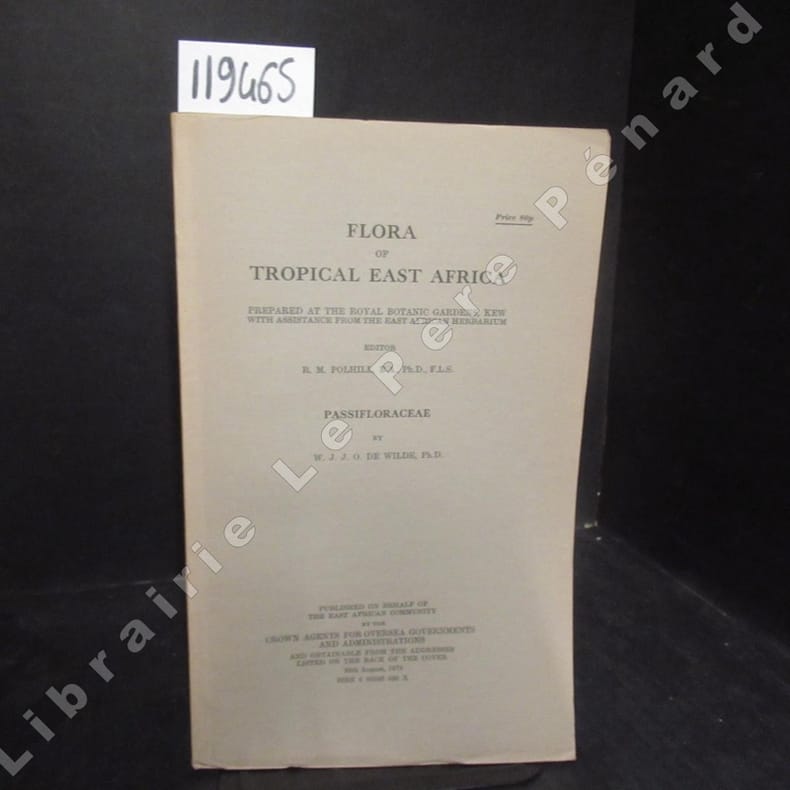 119465
Price 80p
FLORA
OF
TROPICAL EAST AFRICA
PREPARED AT THE ROYAL BOTANIC GARDENS, KEW
WITH ASSISTANCE FROM THE EAST AFRICAN HERBARIUM
EDITOR
R. M. POLHILL, Ph.D., F.L.S.
PASSIFLORACEAE
BY
W. J. J. O. DE WILDE, Ph.D.
PUBLISHED ON BEHALF OF
THE EAST AFRICAN COMMUNITY
BY THE
CROWN AGENTS FOR OVERSEA GOVERNMENTS
AND ADMINISTRATIONS
AND OBTAINABLE FROM THE ADDRESSES
LISTED ON THE BACK OF THE COVER
August,
Librairie Le Père Pénard